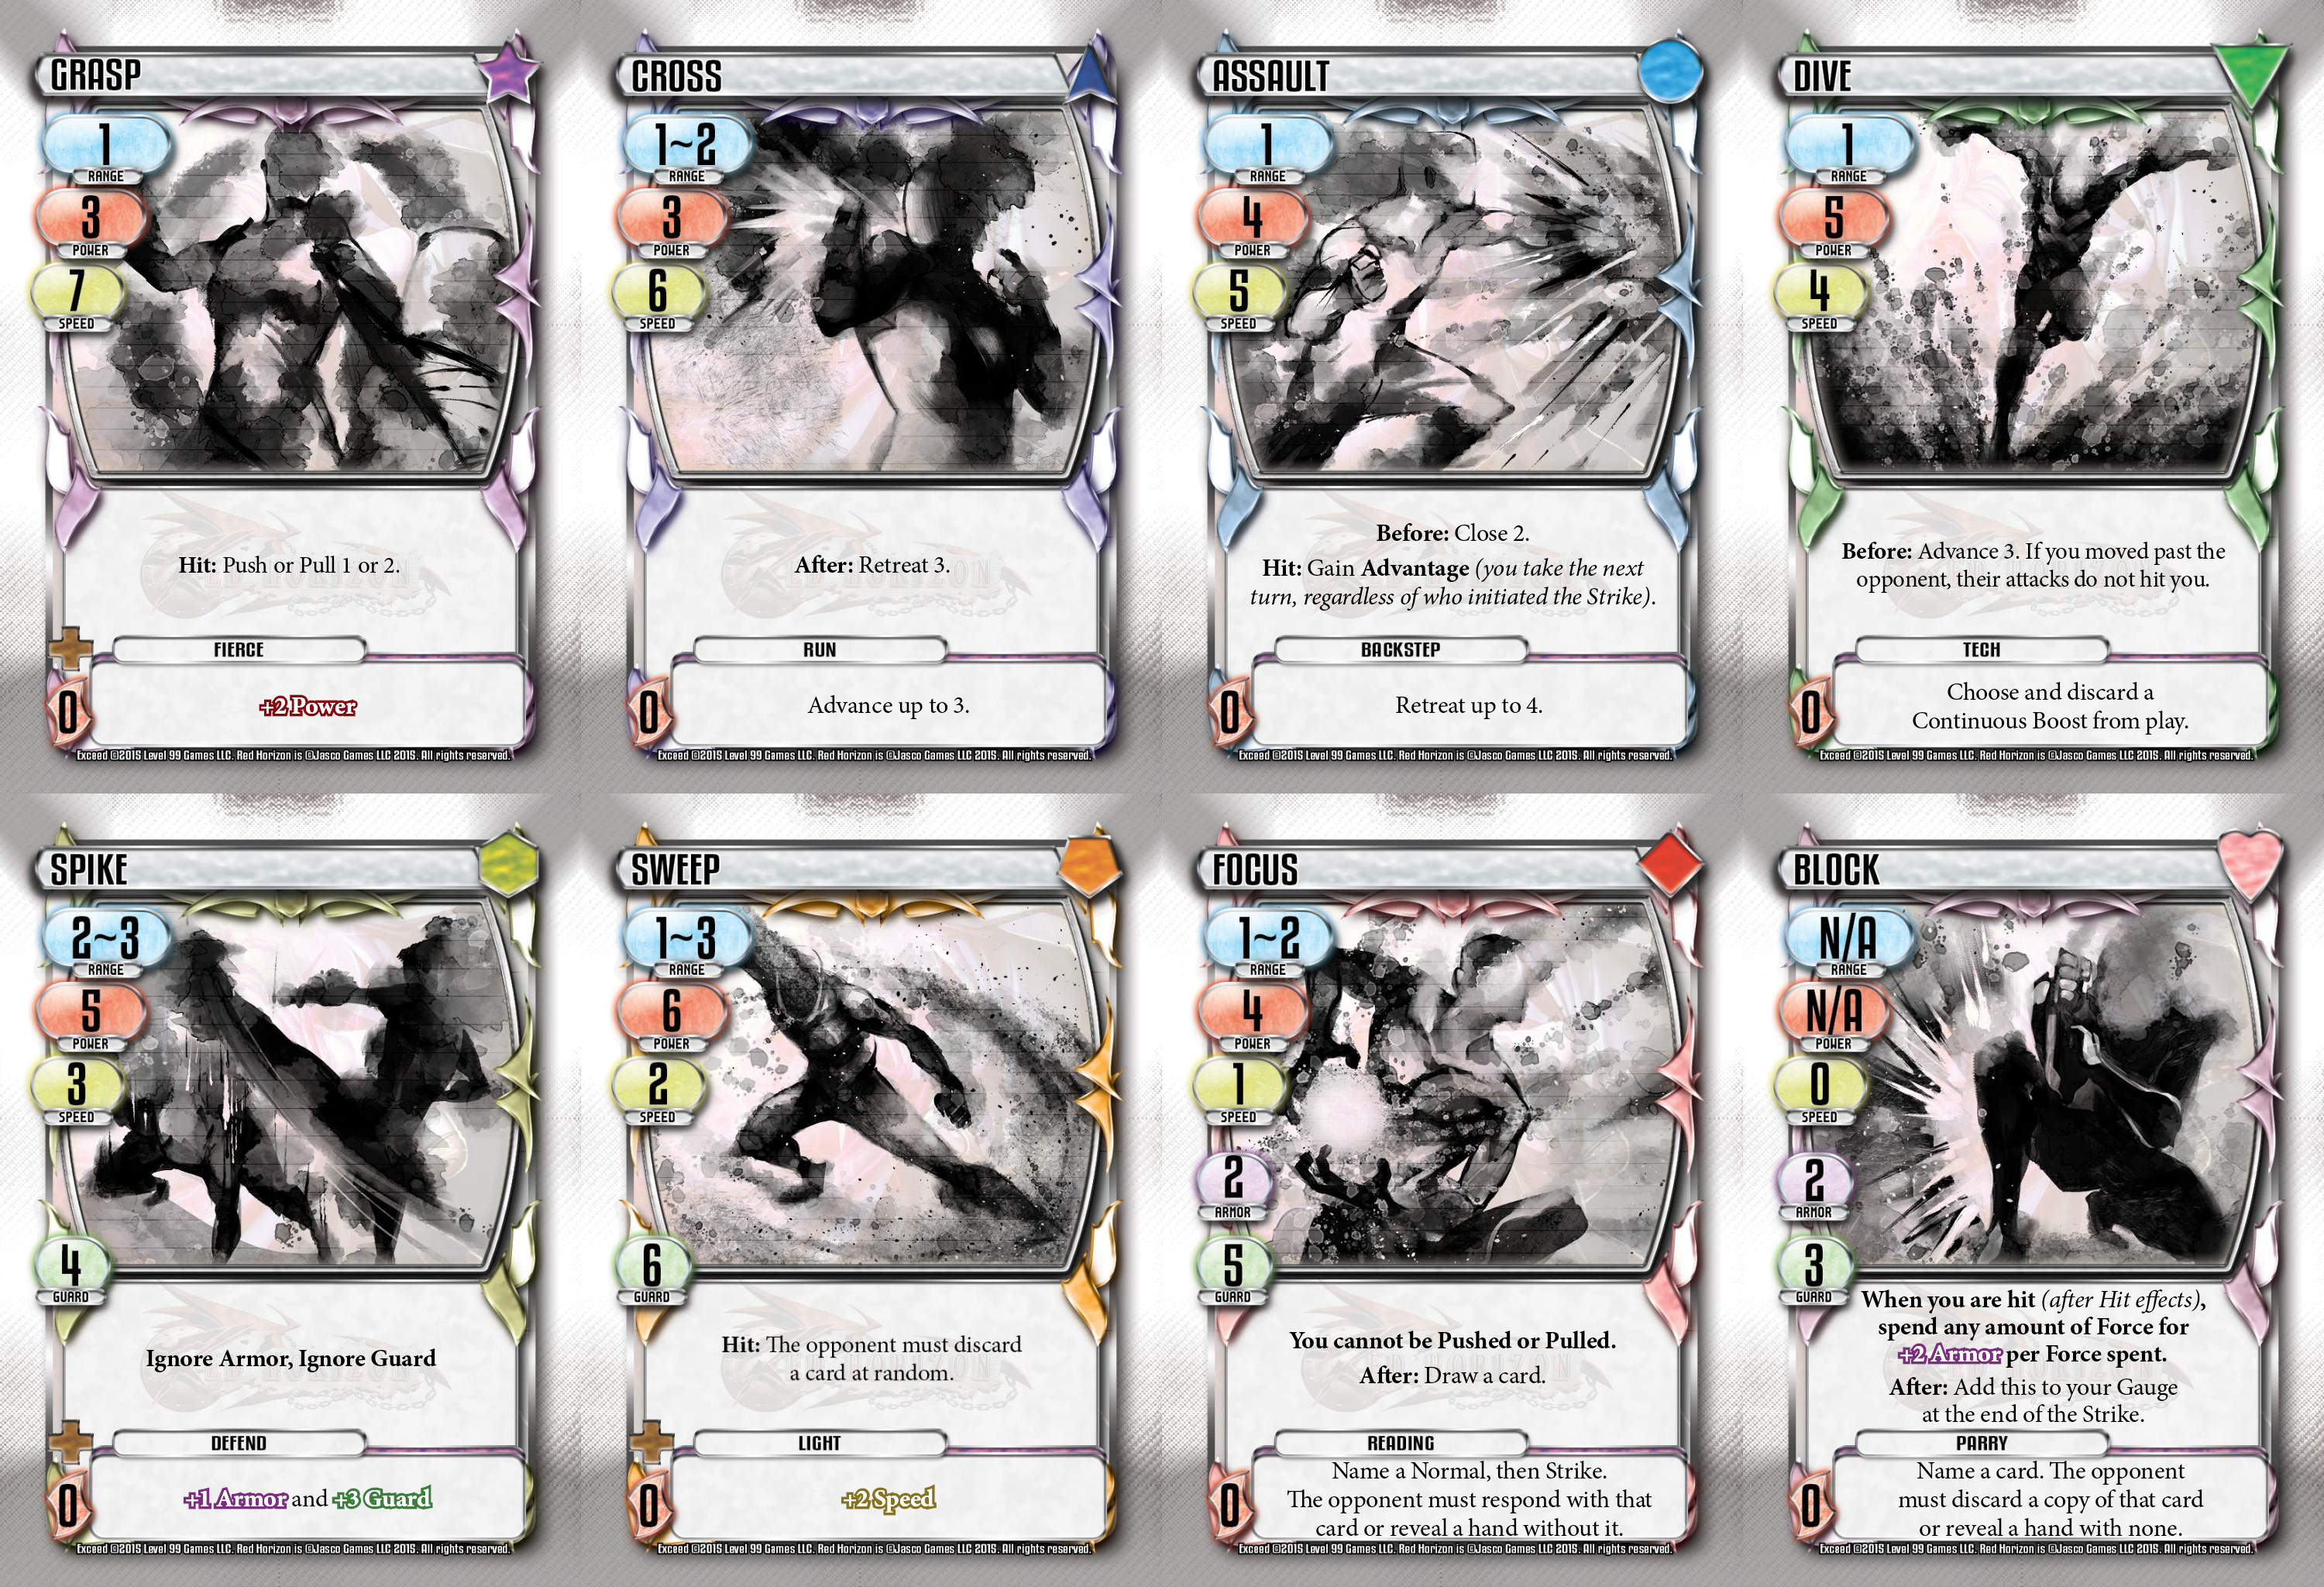 GRASP
1
RANGE
3
POWER
7
SPEED
Hit: Push or Pull 1 or 2.
FIERCE
0
+2 Power
Exceed ©2015 Level 99 Games LLC. Red Horizon is ©Jasco Games LLC 2015. All rights reserved.
CROSS
1~2
RANGE
3
POWER
6
SPEED
After: Retreat 3.
RUN
0
Advance up to 3.
Exceed ©2015 Level 99 Games LLC. Red Horizon is ©Jasco Games LLC 2015. All rights reserved.
ASSAULT
1
RANGE
4
POWER
5
SPEED
Before: Close 2.
Hit: Gain Advantage (you take the next
turn, regardless of who initiated the Strike).
BACKSTEP
0
Retreat up to 4.
Exceed ©2015 Level 99 Games LLC. Red Horizon is ©Jasco Games LLC 2015. All rights reserved.
DIVE
1
RANGE
5
POWER
4
SPEED
Before: Advance 3. If you moved past the
opponent, their attacks do not hit you.
TECH
0
Choose and discard a
Continuous Boost from play.
Exceed ©2015 Level 99 Games LLC. Red Horizon is ©Jasco Games LLC 2015. All rights reserved.
SPIKE
2~3
RANGE
5
POWER
3
SPEED
4
GUARD
Ignore Armor, Ignore Guard
DEFEND
0
+1 Armor and +3 Guard
Exceed ©2015 Level 99 Games LLC. Red Horizon is ©Jasco Games LLC 2015. All rights reserved.
SWEEP
1~3
RANGE
6
POWER
2
SPEED
6
GUARD
Hit: The opponent must discard
a card at random.
LIGHT
0
+2 Speed
Exceed ©2015 Level 99 Games LLC. Red Horizon is ©Jasco Games LLC 2015. All rights reserved.
FOCUS
1~2
RANGE
4
POWER
1
SPEED
2
ARMOR
5
GUARD
You cannot be Pushed or Pulled.
After: Draw a card.
READING
0
Name a Normal, then Strike.
The opponent must respond with that
card or reveal a hand without it.
Exceed ©2015 Level 99 Games LLC. Red Horizon is ©Jasco Games LLC 2015. All rights reserved.
BLOCK
N/A
RANGE
N/A
POWER
0
SPEED
2
ARMOR
3
GUARD
When you are hit (after Hit effects),
spend any amount of Force for
+2 Armor per Force spent.
After: Add this to your Gauge
at the end of the Strike.
PARRY
0
Name a card. The opponent
must discard a copy of that card
or reveal a hand with none.
Exceed ©2015 Level 99 Games LLC. Red Horizon is ©Jasco Games LLC 2015. All rights reserved.